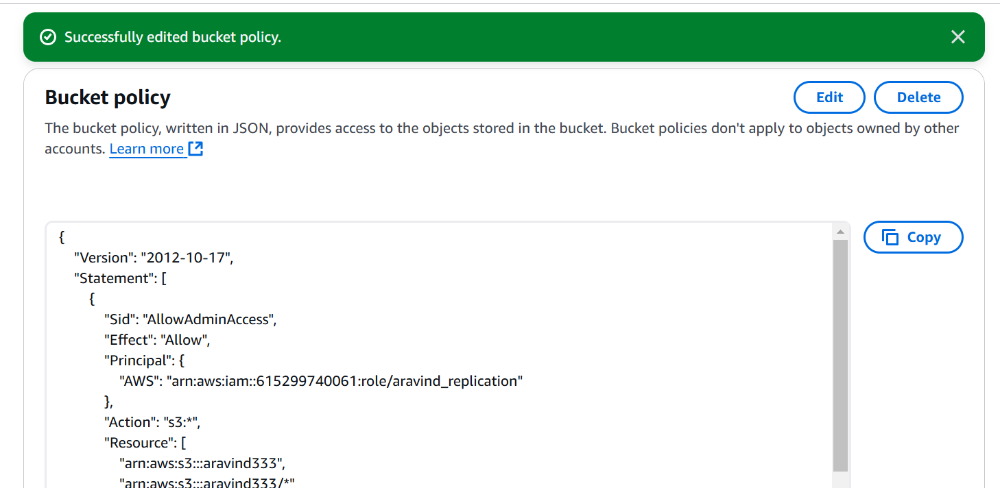 Successfully edited bucket policy.
Bucket policy
Edit
Delete
The bucket policy, written in JSON, provides access to the objects stored in the bucket. Bucket policies don't apply to objects owned by other
accounts. Learn more
{
"Version": "2012-10-17",
"Statement": [
{
"Sid": "AllowAdminAccess",
"Effect": "Allow",
"Principal": {
"AWS": "arn:aws:iam::615299740061:role/aravind_replication"
},
"Action": "s3:*",
"Resource": [
"arn:aws:s3:::aravind333",
"arn:aws:s3:::aravind333/*"
Copy